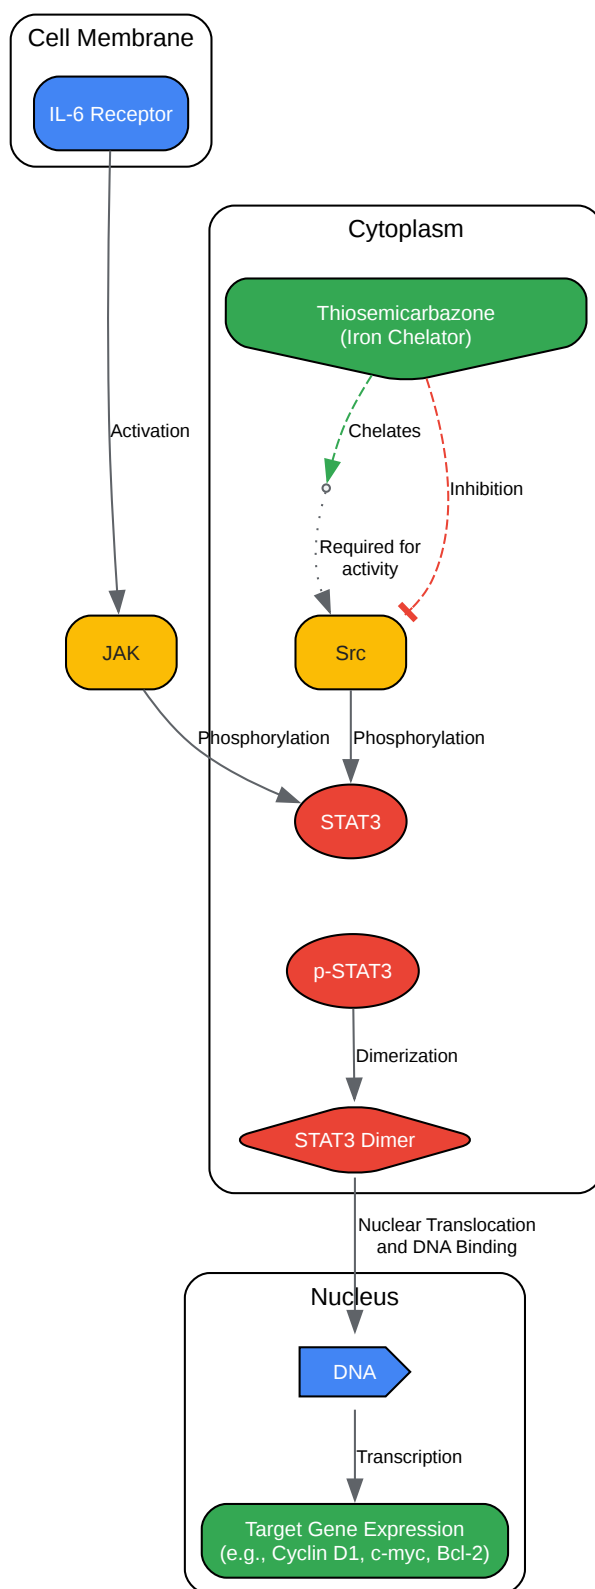 Cell Membrane
IL-6 Receptor
Cytoplasm
Thiosemicarbazone
(Iron Chelator)
Activation
Chelates
Inhibition
Required for
activity
JAK
Src
Phosphorylation
Phosphorylation
STAT3
p-STAT3
Dimerization
STAT3 Dimer
Nuclear Translocation
and DNA Binding
Nucleus
DNA
Transcription
Target Gene Expression
(e.g., Cyclin D1, c-myc, Bcl-2)